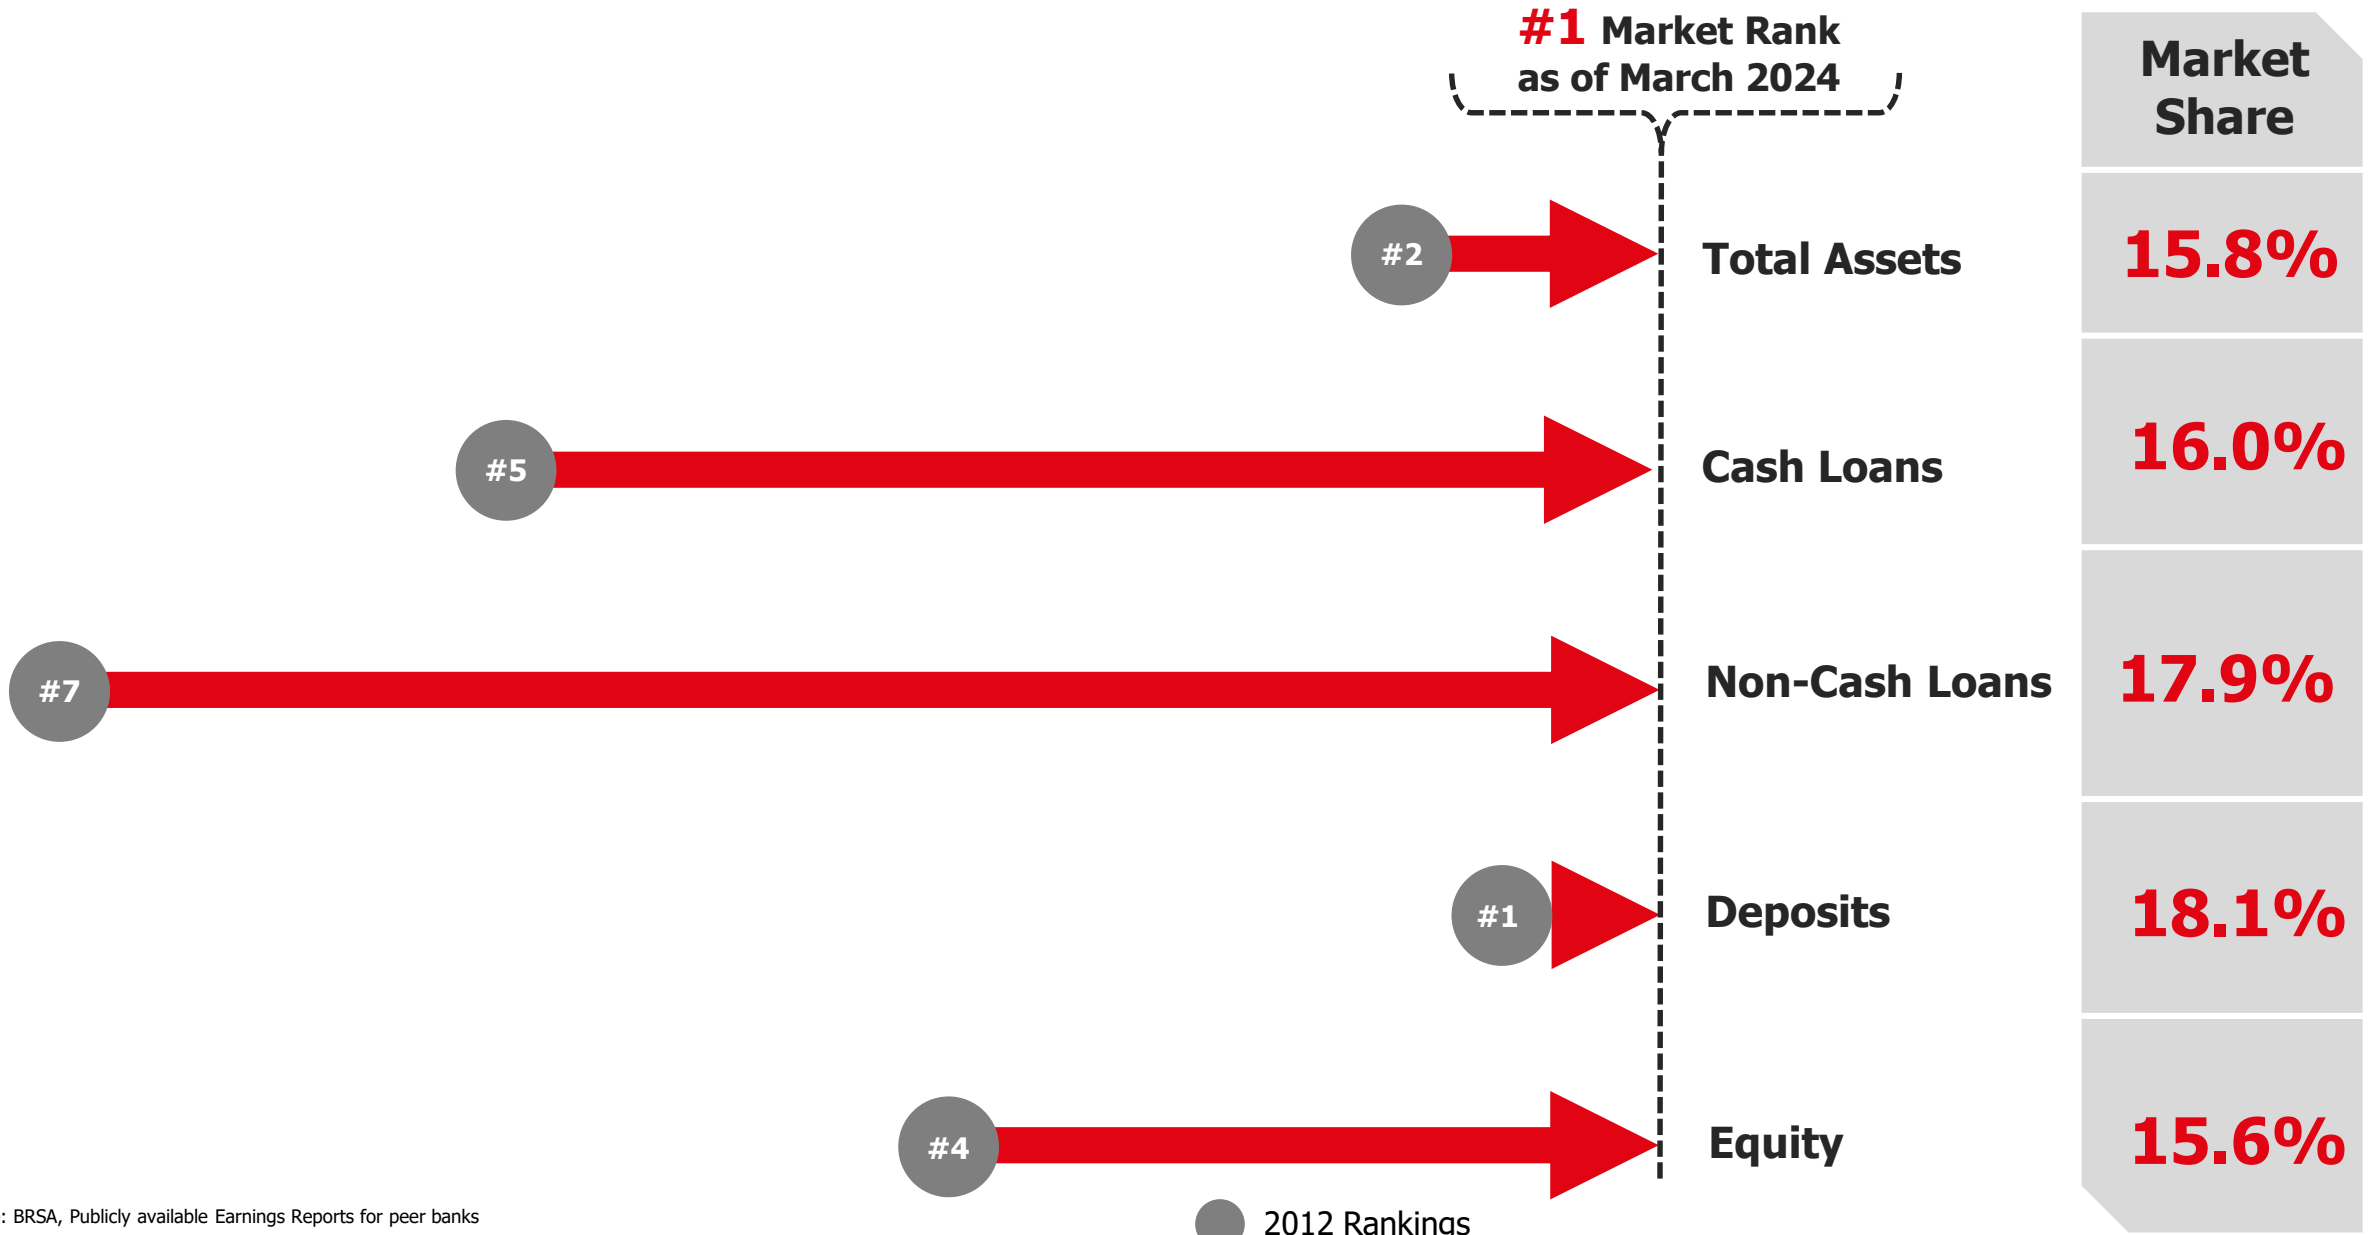 #1 Market Rank
as of March 2024
Market
Share
#2
Total Assets
15.8%
#5
Cash Loans
16.0%
#7
Non-Cash Loans
17.9%
#1
Deposits
18.1%
#4
Equity
15.6%
: BRSA, Publicly available Earnings Reports for peer banks
2012 Rankings